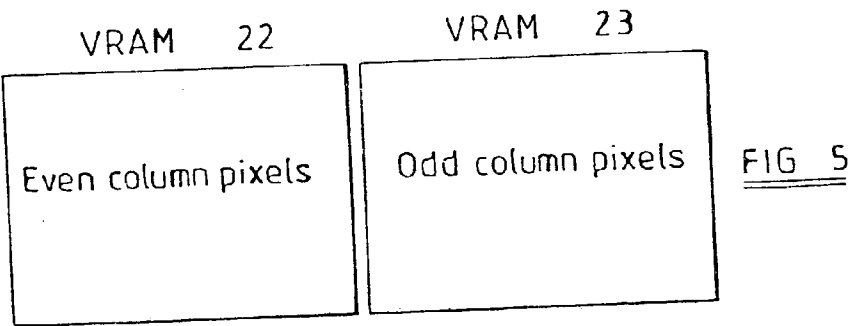 VRAM 22
VRAM 23
Even column pixels
Odd column pixels
FIG 5